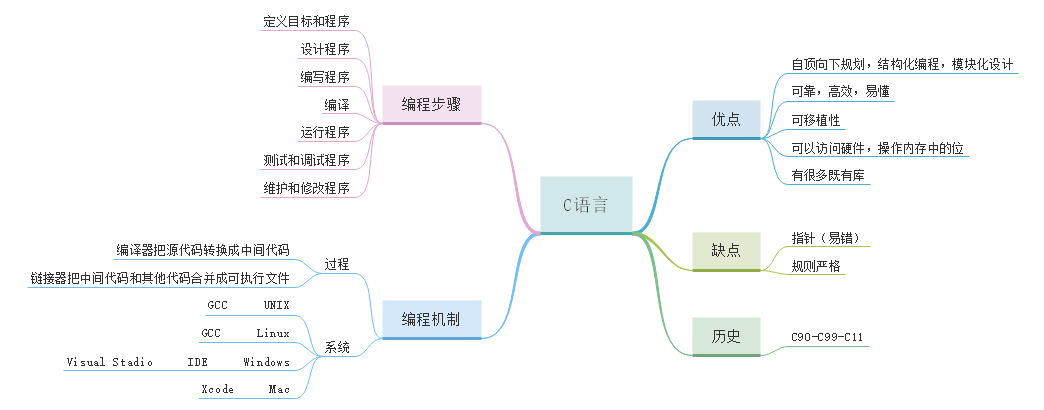 C语言
编程步骤
定义目标和程序
设计程序
编写程序
编译
运行程序
测试和调试程序
维护和修改程序
编程机制
过程
编译器把源代码转换成中间代码
链接器把中间代码和其他代码合并成可执行文件
系统
GCC UNIX
GCC Linux
Visual Stadio IDE Windows
Xcode Mac
优点
自顶向下规划，结构化编程，模块化设计
可靠，高效，易懂
可移植性
可以访问硬件，操作内存中的位
有很多既有库
缺点
指针（易错）
规则严格
历史
C90-C99-C11